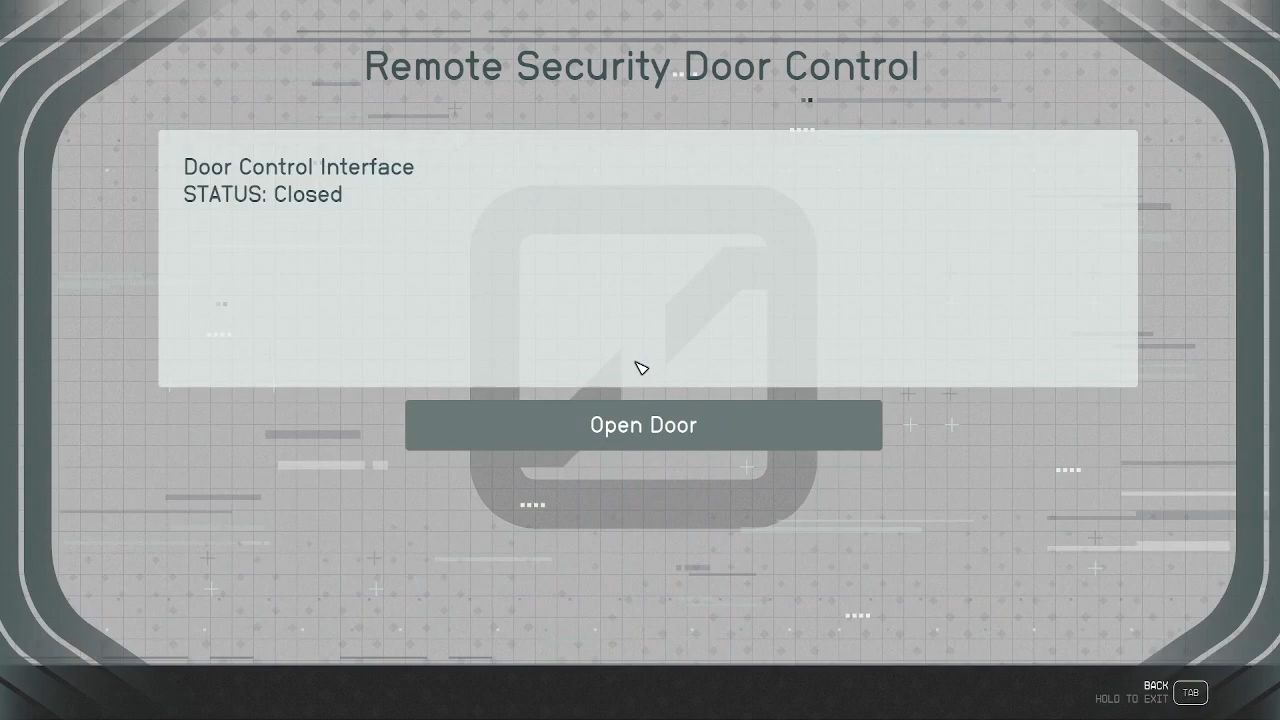 Remote Security Door Control
Door Control Interface
STATUS: Closed
Open Door
BACK
HOLD TO EXIT
TAB